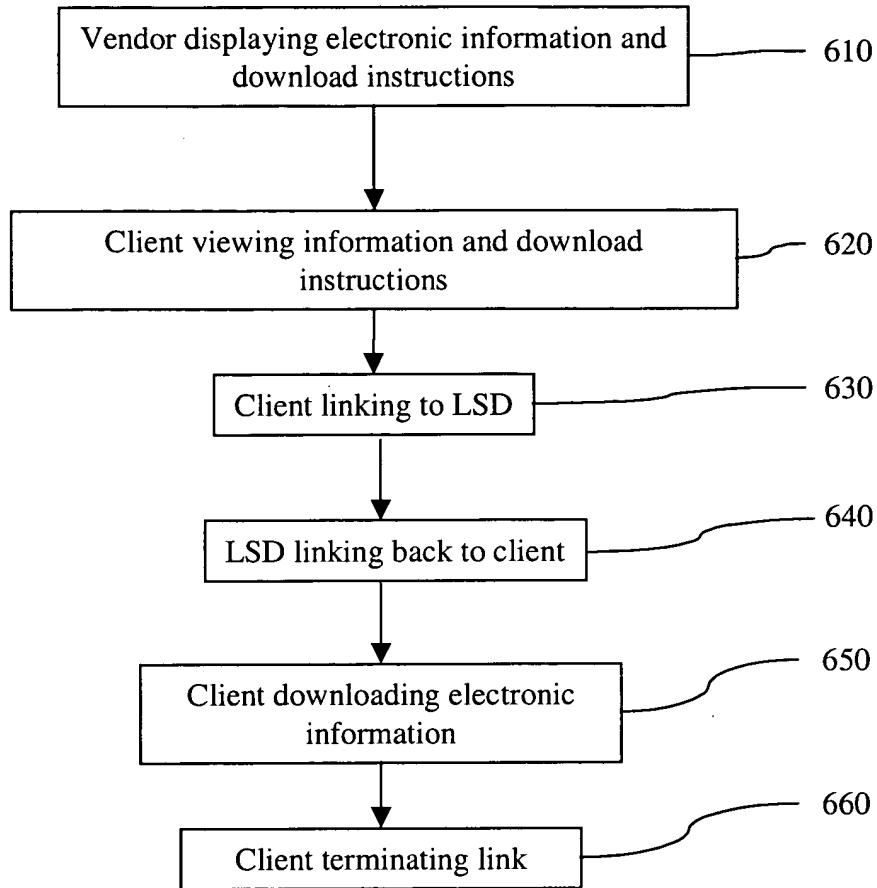 Vendor displaying electronic information and
download instructions
610
Client viewing information and download
instructions
620
Client linking to LSD
630
LSD linking back to client
640
Client downloading electronic
information
650
Client terminating link
660